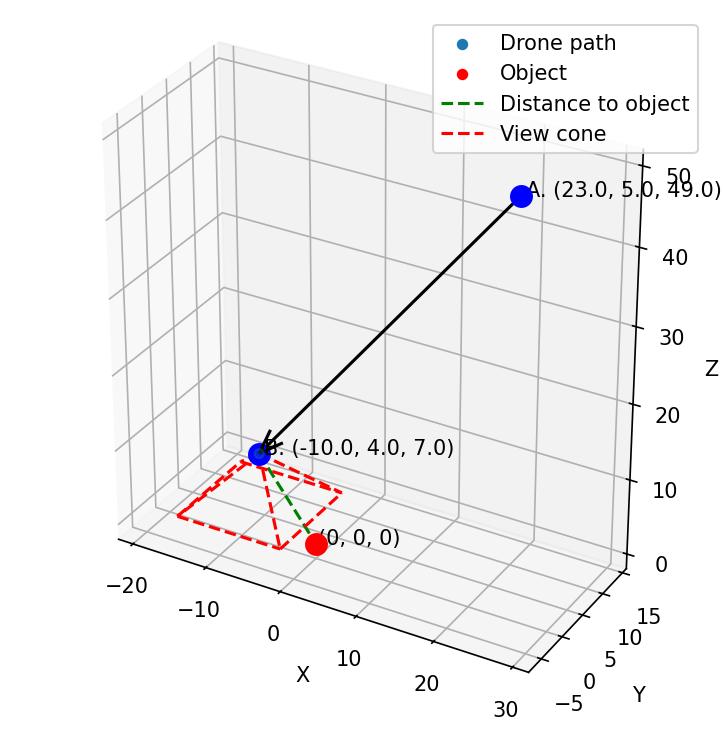 Drone path
Object
Distance to object
View cone
A. (23.0, 5.0, 49.0)
B. (-10.0, 4.0, 7.0)
(0, 0, 0)
50
40
30
20
10
0
Z
−20
−10
0
10
20
30
X
15
10
5
0
−5
Y